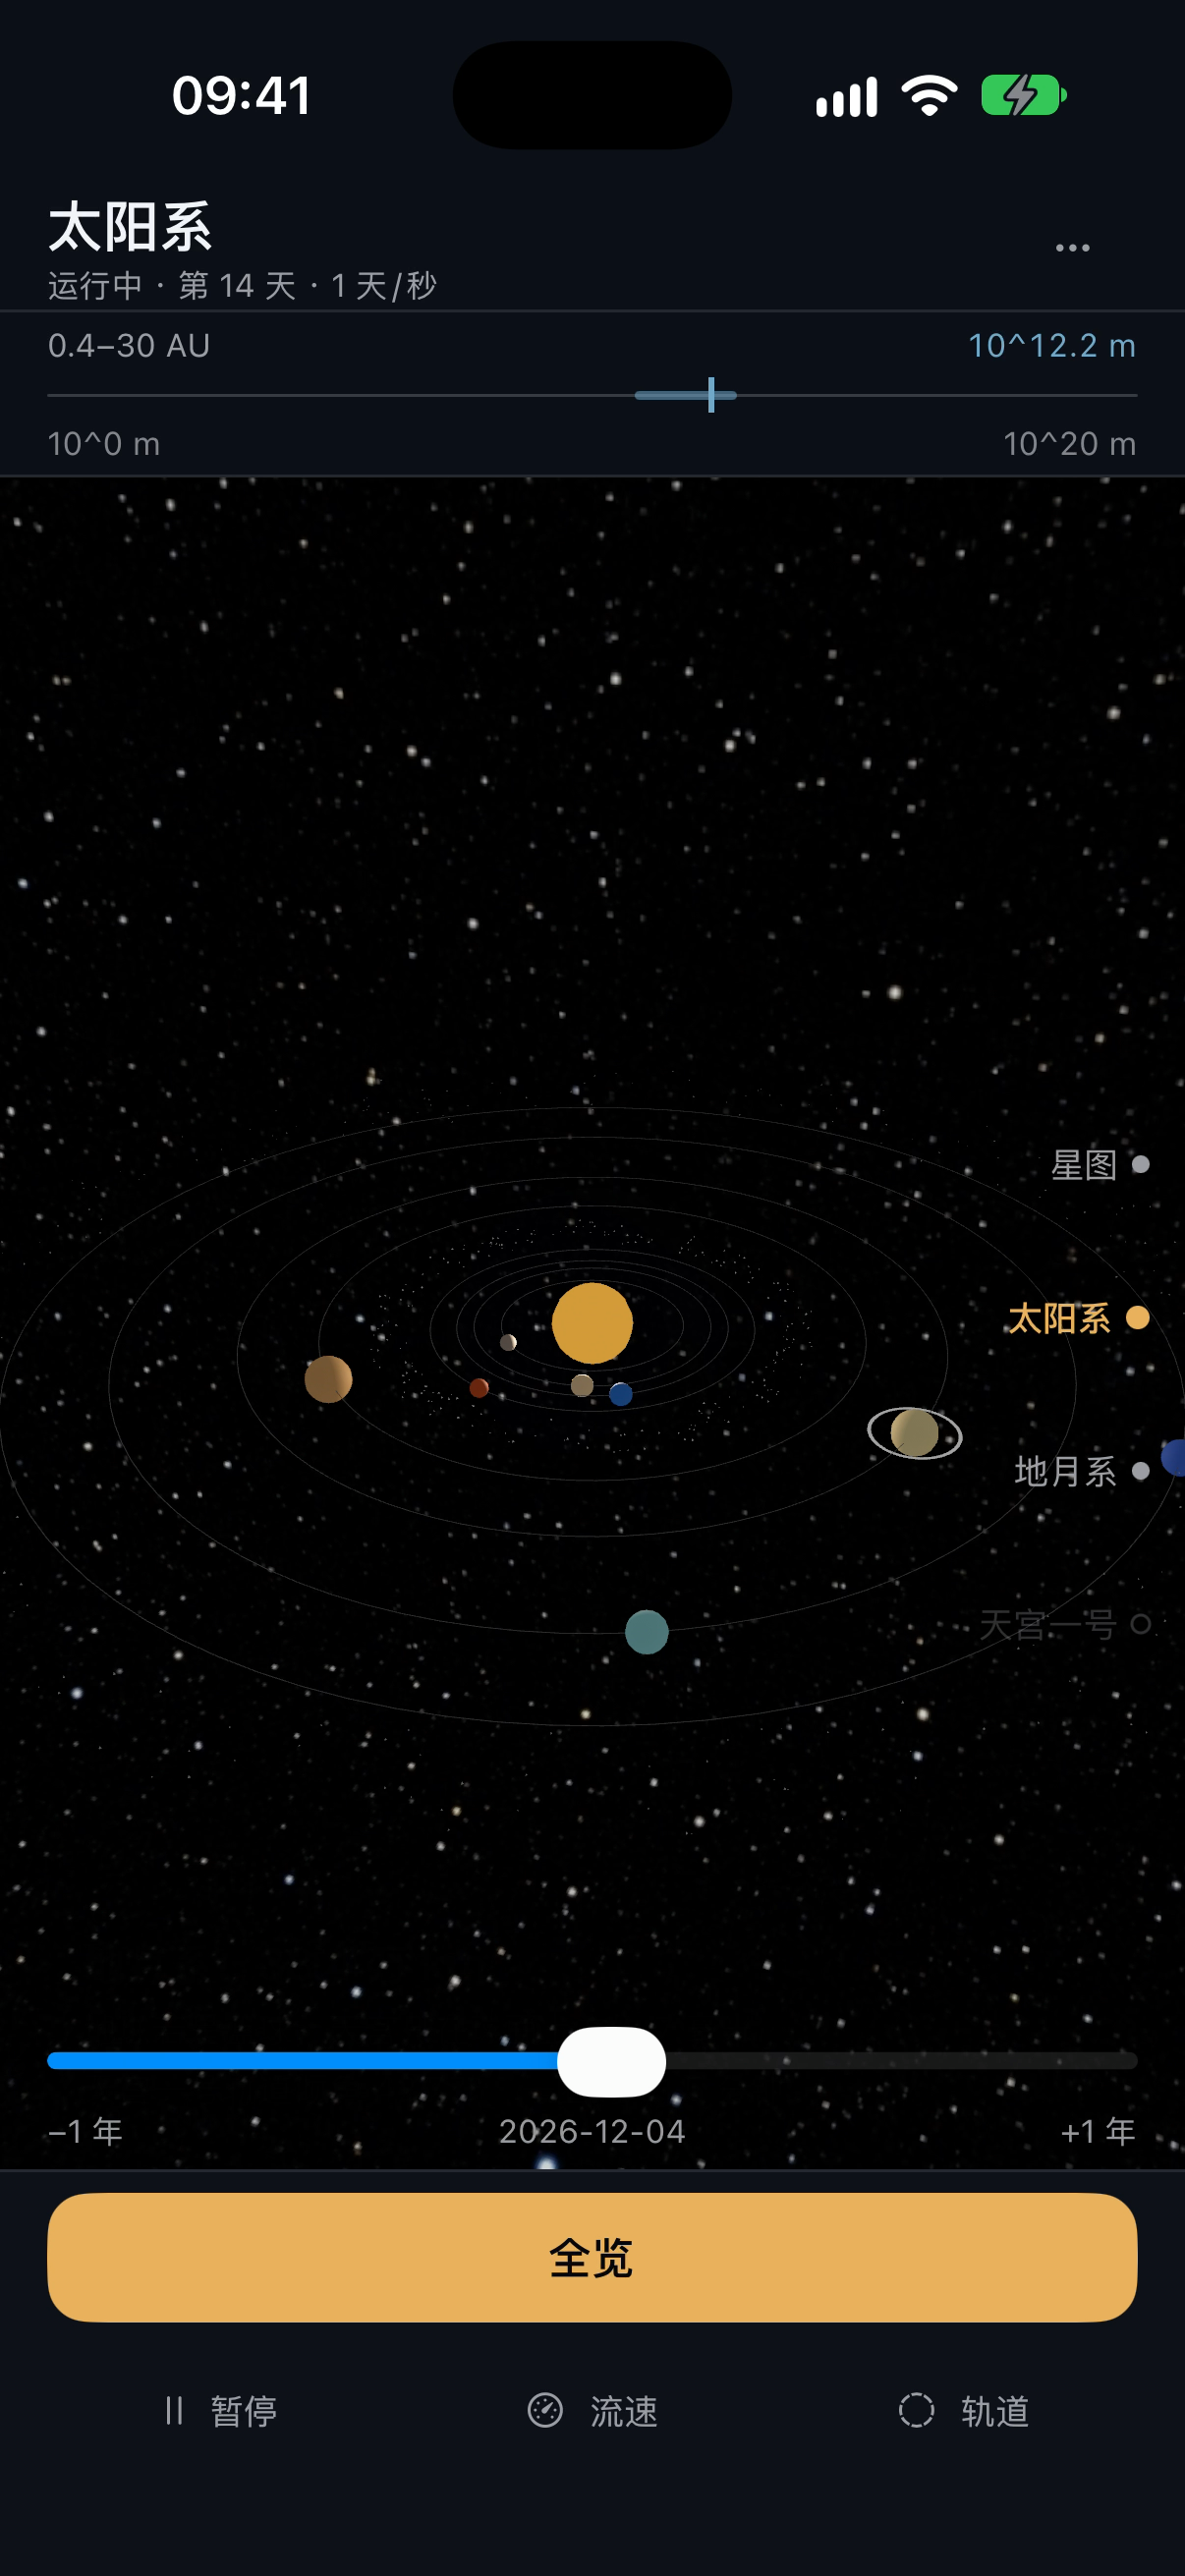 09:41
太阳系
...
运行中 · 第 14 天 · 1 天/秒
0.4–30 AU
10^12.2 m
10^0 m
10^20 m
星图
太阳系
地月系
天宫一号
–1 年
2026-12-04
+1 年
全览
暂停
流速
轨道